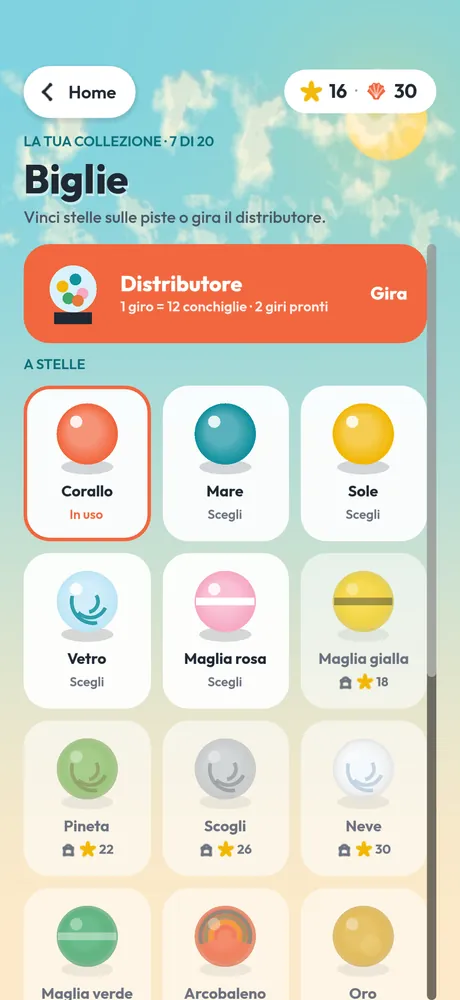 Home
16 · 30
LA TUA COLLEZIONE · 7 DI 20
Biglie
Vinci stelle sulle piste o gira il distributore.
Distributore
1 giro = 12 conchiglie · 2 giri pronti
Gira
A STELLE
Corallo
In uso
Mare
Scegli
Sole
Scegli
Vetro
Scegli
Maglia rosa
Scegli
Maglia gialla
18
Pineta
22
Scogli
26
Neve
30
Maglia verde
Arcobaleno
Oro